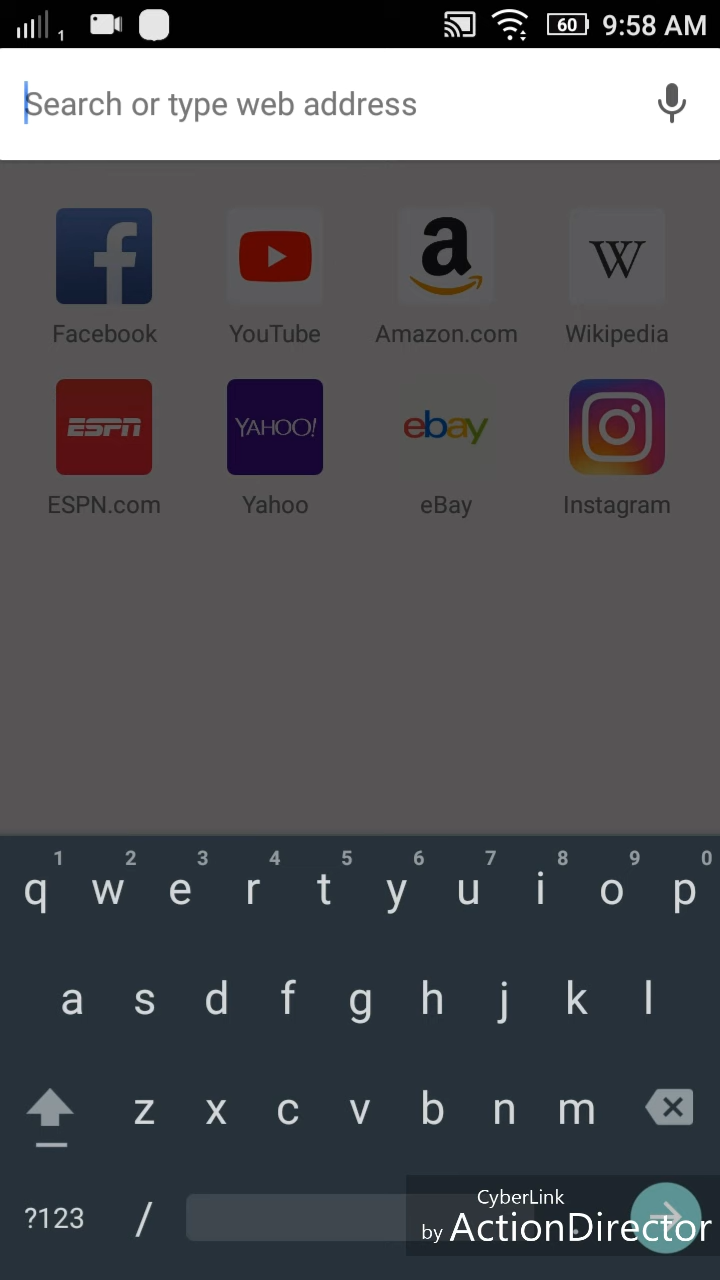 1 60 9:58 AM
Search or type web address
f a W
Facebook YouTube Amazon.com Wikipedia
ESPN YAHOO! ebay
ESPN.com Yahoo eBay Instagram
1 2 3 4 5 6 7 8 9 0
q w e r t y u i o p
a s d f g h j k l
z x c v b n m
?123 / .
CyberLink
by ActionDirector